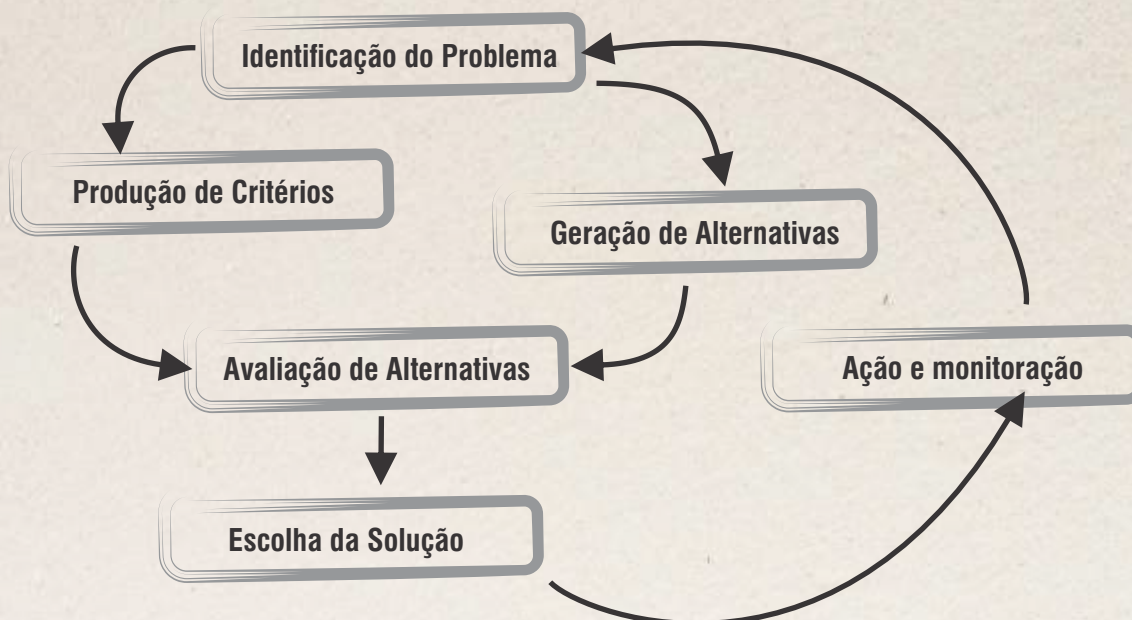 Identificação do Problema
Produção de Critérios
Geração de Alternativas
Avaliação de Alternativas
Ação e monitoração
Escolha da Solução